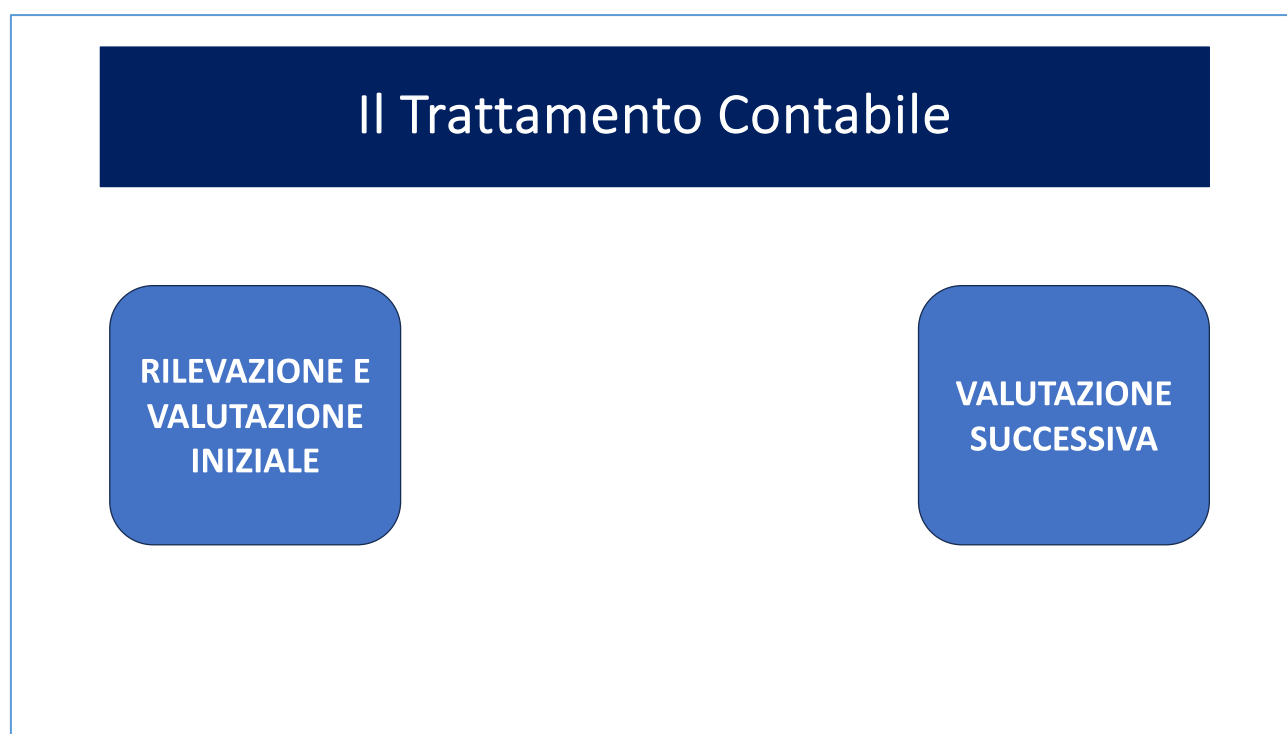 Il Trattamento Contabile
RILEVAZIONE E
VALUTAZIONE
INIZIALE
VALUTAZIONE
SUCCESSIVA